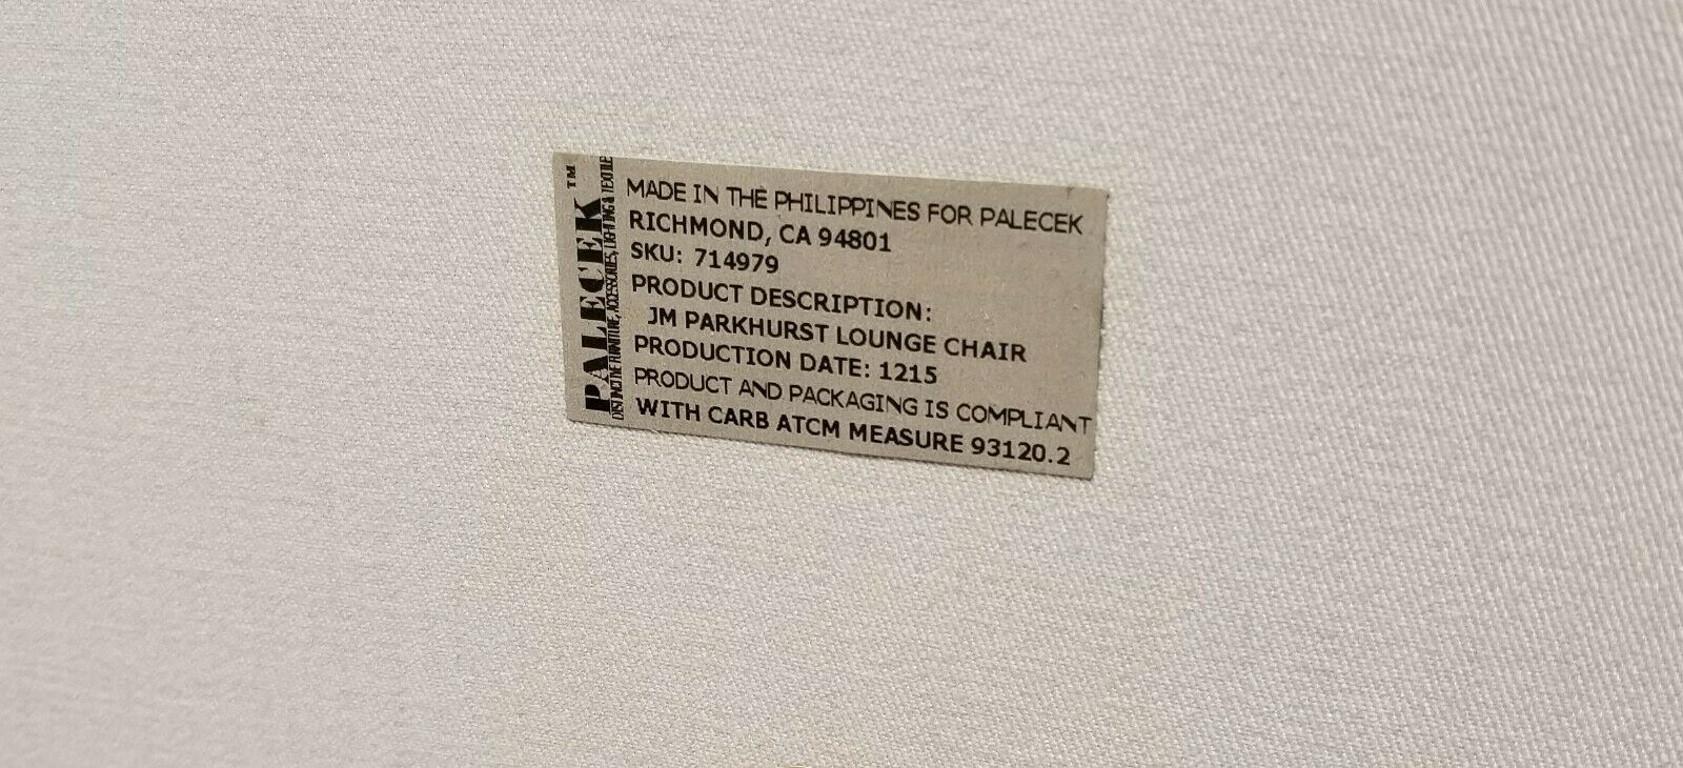 PALECEK™
DISTINCTIVE FURNITURE, ACCESSORIES, LIGHTING & TEXTILE
MADE IN THE PHILIPPINES FOR PALECEK
RICHMOND, CA 94801
SKU: 714979
PRODUCT DESCRIPTION:
JM PARKHURST LOUNGE CHAIR
PRODUCTION DATE: 1215
PRODUCT AND PACKAGING IS COMPLIANT
WITH CARB ATCM MEASURE 93120.2